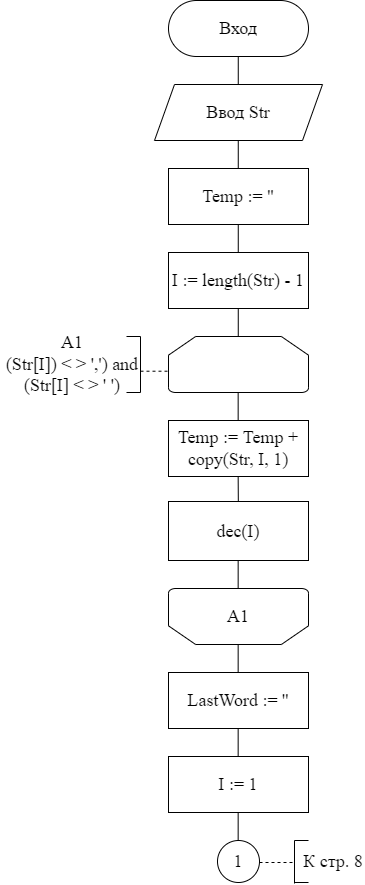 Вход
Ввод Str
Temp := ''
I := length(Str) - 1
A1
(Str[I]) < > ',') and
(Str[I] < > ' ')
Temp := Temp +
copy(Str, I, 1)
dec(I)
A1
LastWord := ''
I := 1
1
К стр. 8